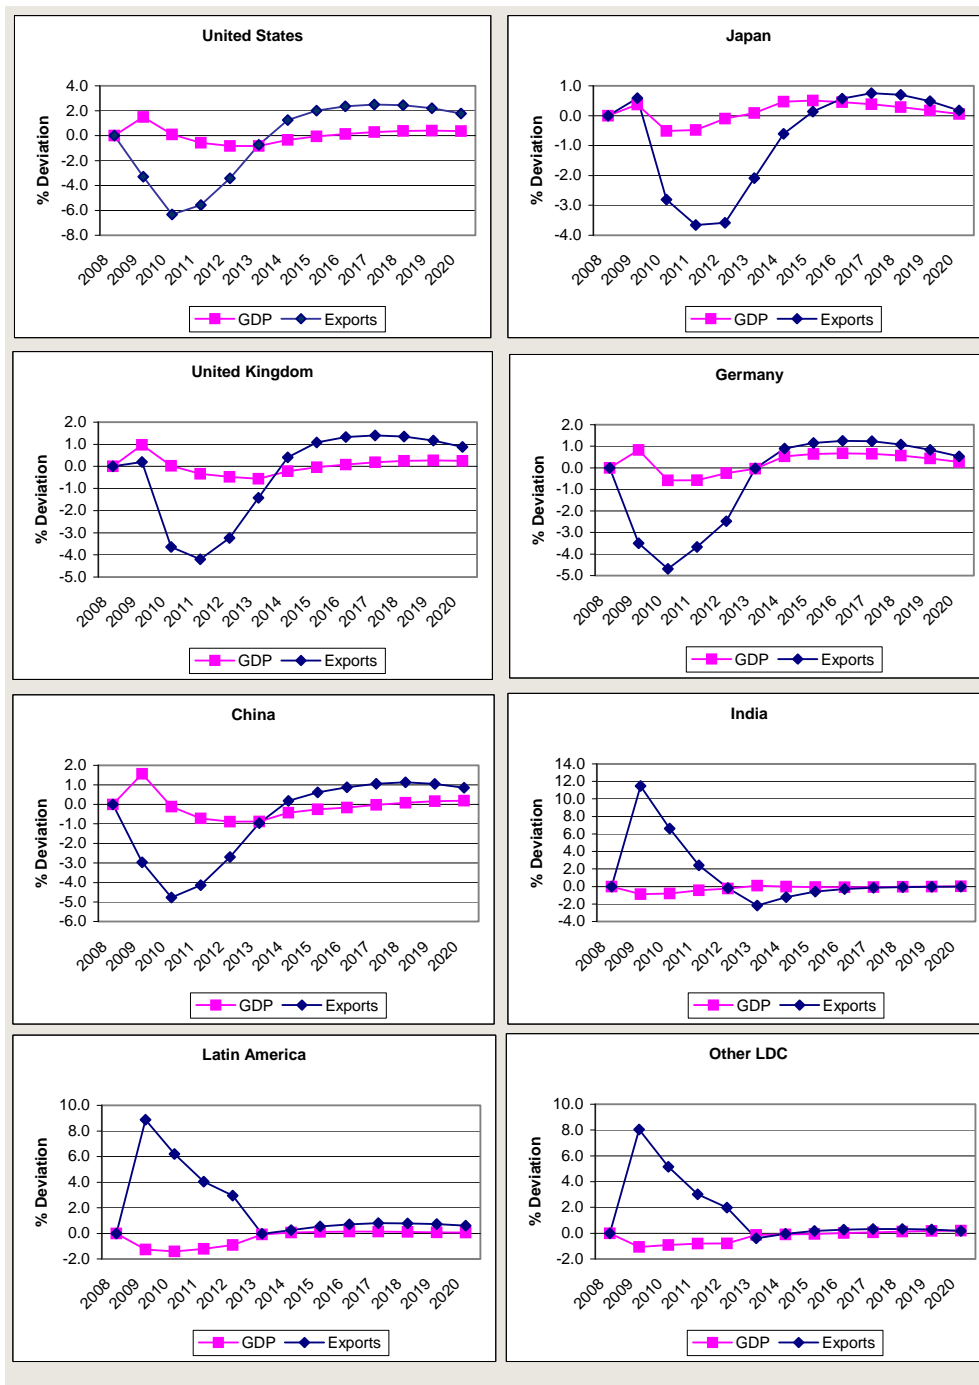 United States
4.0
2.0
0.0
-2.0
-4.0
-6.0
-8.0
% Deviation
2008 2009 2010 2011 2012 2013 2014 2015 2016 2017 2018 2019 2020
GDP Exports
Japan
1.0
0.0
-1.0
-2.0
-3.0
-4.0
% Deviation
2008 2009 2010 2011 2012 2013 2014 2015 2016 2017 2018 2019 2020
GDP Exports
United Kingdom
2.0
1.0
0.0
-1.0
-2.0
-3.0
-4.0
-5.0
% Deviation
2008 2009 2010 2011 2012 2013 2014 2015 2016 2017 2018 2019 2020
GDP Exports
Germany
2.0
1.0
0.0
-1.0
-2.0
-3.0
-4.0
-5.0
% Deviation
2008 2009 2010 2011 2012 2013 2014 2015 2016 2017 2018 2019 2020
GDP Exports
China
2.0
1.0
0.0
-1.0
-2.0
-3.0
-4.0
-5.0
-6.0
% Deviation
2008 2009 2010 2011 2012 2013 2014 2015 2016 2017 2018 2019 2020
GDP Exports
India
14.0
12.0
10.0
8.0
6.0
4.0
2.0
0.0
-2.0
-4.0
% Deviation
2008 2009 2010 2011 2012 2013 2014 2015 2016 2017 2018 2019 2020
GDP Exports
Latin America
10.0
8.0
6.0
4.0
2.0
0.0
-2.0
% Deviation
2008 2009 2010 2011 2012 2013 2014 2015 2016 2017 2018 2019 2020
GDP Exports
Other LDC
10.0
8.0
6.0
4.0
2.0
0.0
-2.0
% Deviation
2008 2009 2010 2011 2012 2013 2014 2015 2016 2017 2018 2019 2020
GDP Exports